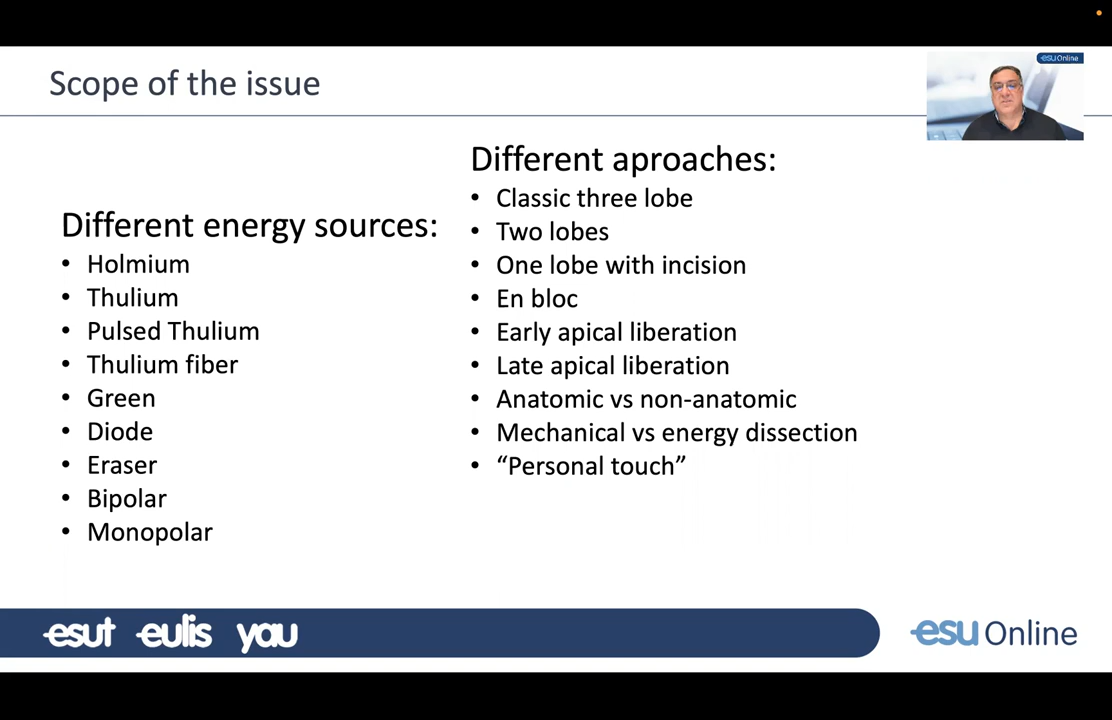 Scope of the issue
esu Online
Different energy sources:
• Holmium
• Thulium
• Pulsed Thulium
• Thulium fiber
• Green
• Diode
• Eraser
• Bipolar
• Monopolar
Different aproaches:
• Classic three lobe
• Two lobes
• One lobe with incision
• En bloc
• Early apical liberation
• Late apical liberation
• Anatomic vs non-anatomic
• Mechanical vs energy dissection
• “Personal touch”
esut eulis yau
esu Online